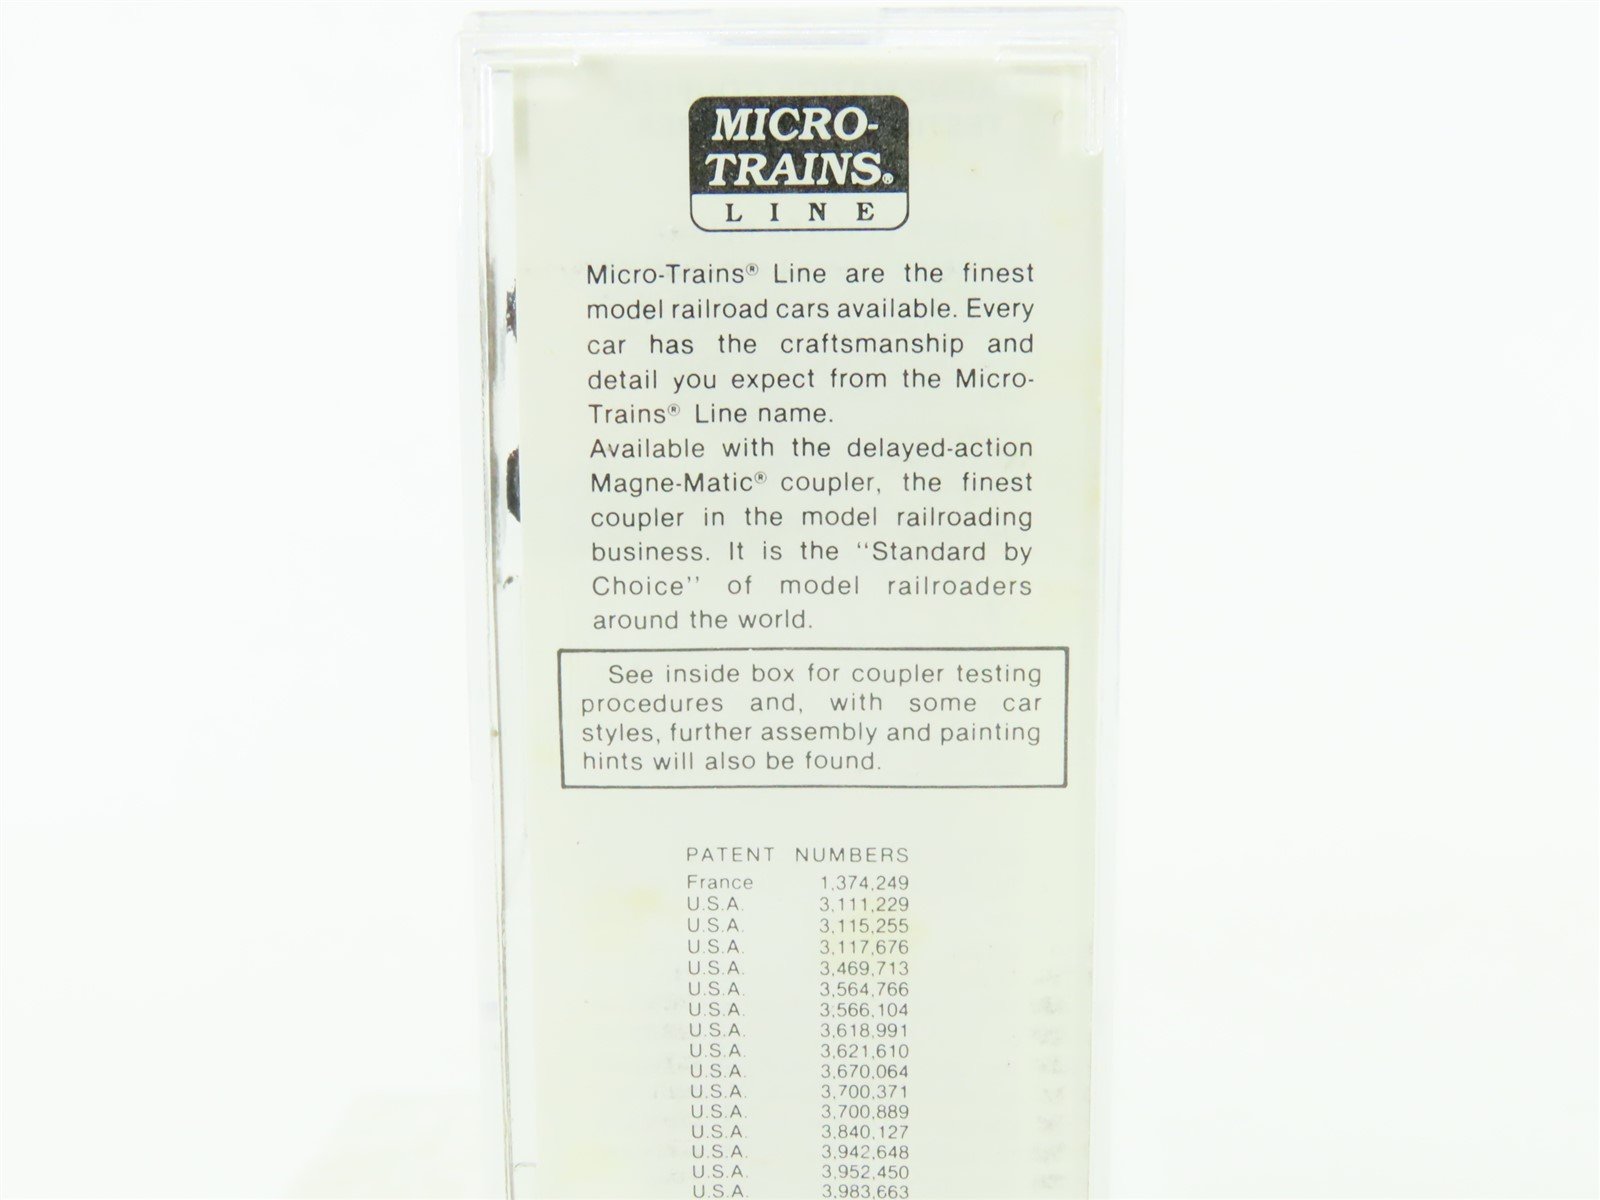 MICRO-
TRAINS®
LINE
Micro-Trains® Line are the finest
model railroad cars available. Every
car has the craftsmanship and
detail you expect from the Micro-
Trains® Line name.
Available with the delayed-action
Magne-Matic® coupler, the finest
coupler in the model railroading
business. It is the ‘‘Standard by
Choice’’ of model railroaders
around the world.
See inside box for coupler testing
procedures and, with some car
styles, further assembly and painting
hints will also be found.
PATENT NUMBERS
France 1,374,249
U.S.A. 3,111,229
U.S.A. 3,115,255
U.S.A. 3,117,676
U.S.A. 3,469,713
U.S.A. 3,564,766
U.S.A. 3,566,104
U.S.A. 3,618,991
U.S.A. 3,621,610
U.S.A. 3,670,064
U.S.A. 3,700,371
U.S.A. 3,700,889
U.S.A. 3,840,127
U.S.A. 3,942,648
U.S.A. 3,952,450
U.S.A. 3,983,663